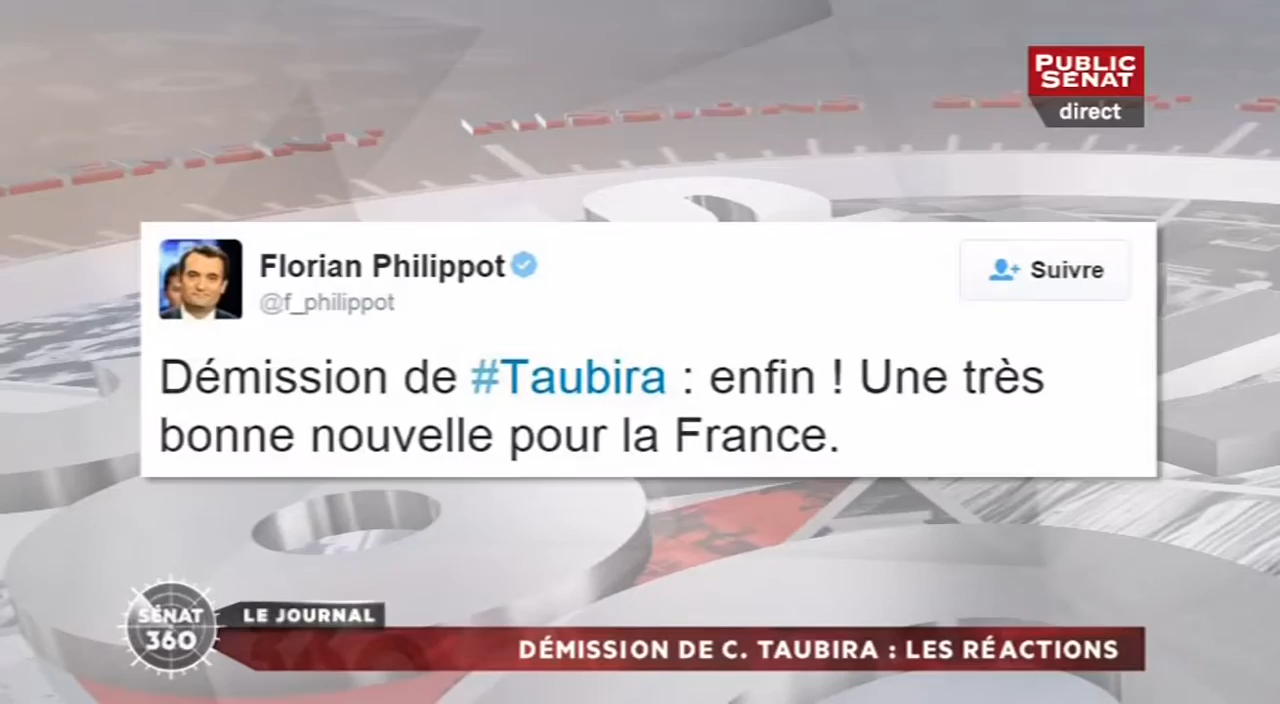 PUBLIC
SÉNAT
direct
Florian Philippot
@f_philippot
Suivre
Démission de #Taubira : enfin ! Une très
bonne nouvelle pour la France.
SÉNAT
360
LE JOURNAL
DÉMISSION DE C. TAUBIRA : LES RÉACTIONS